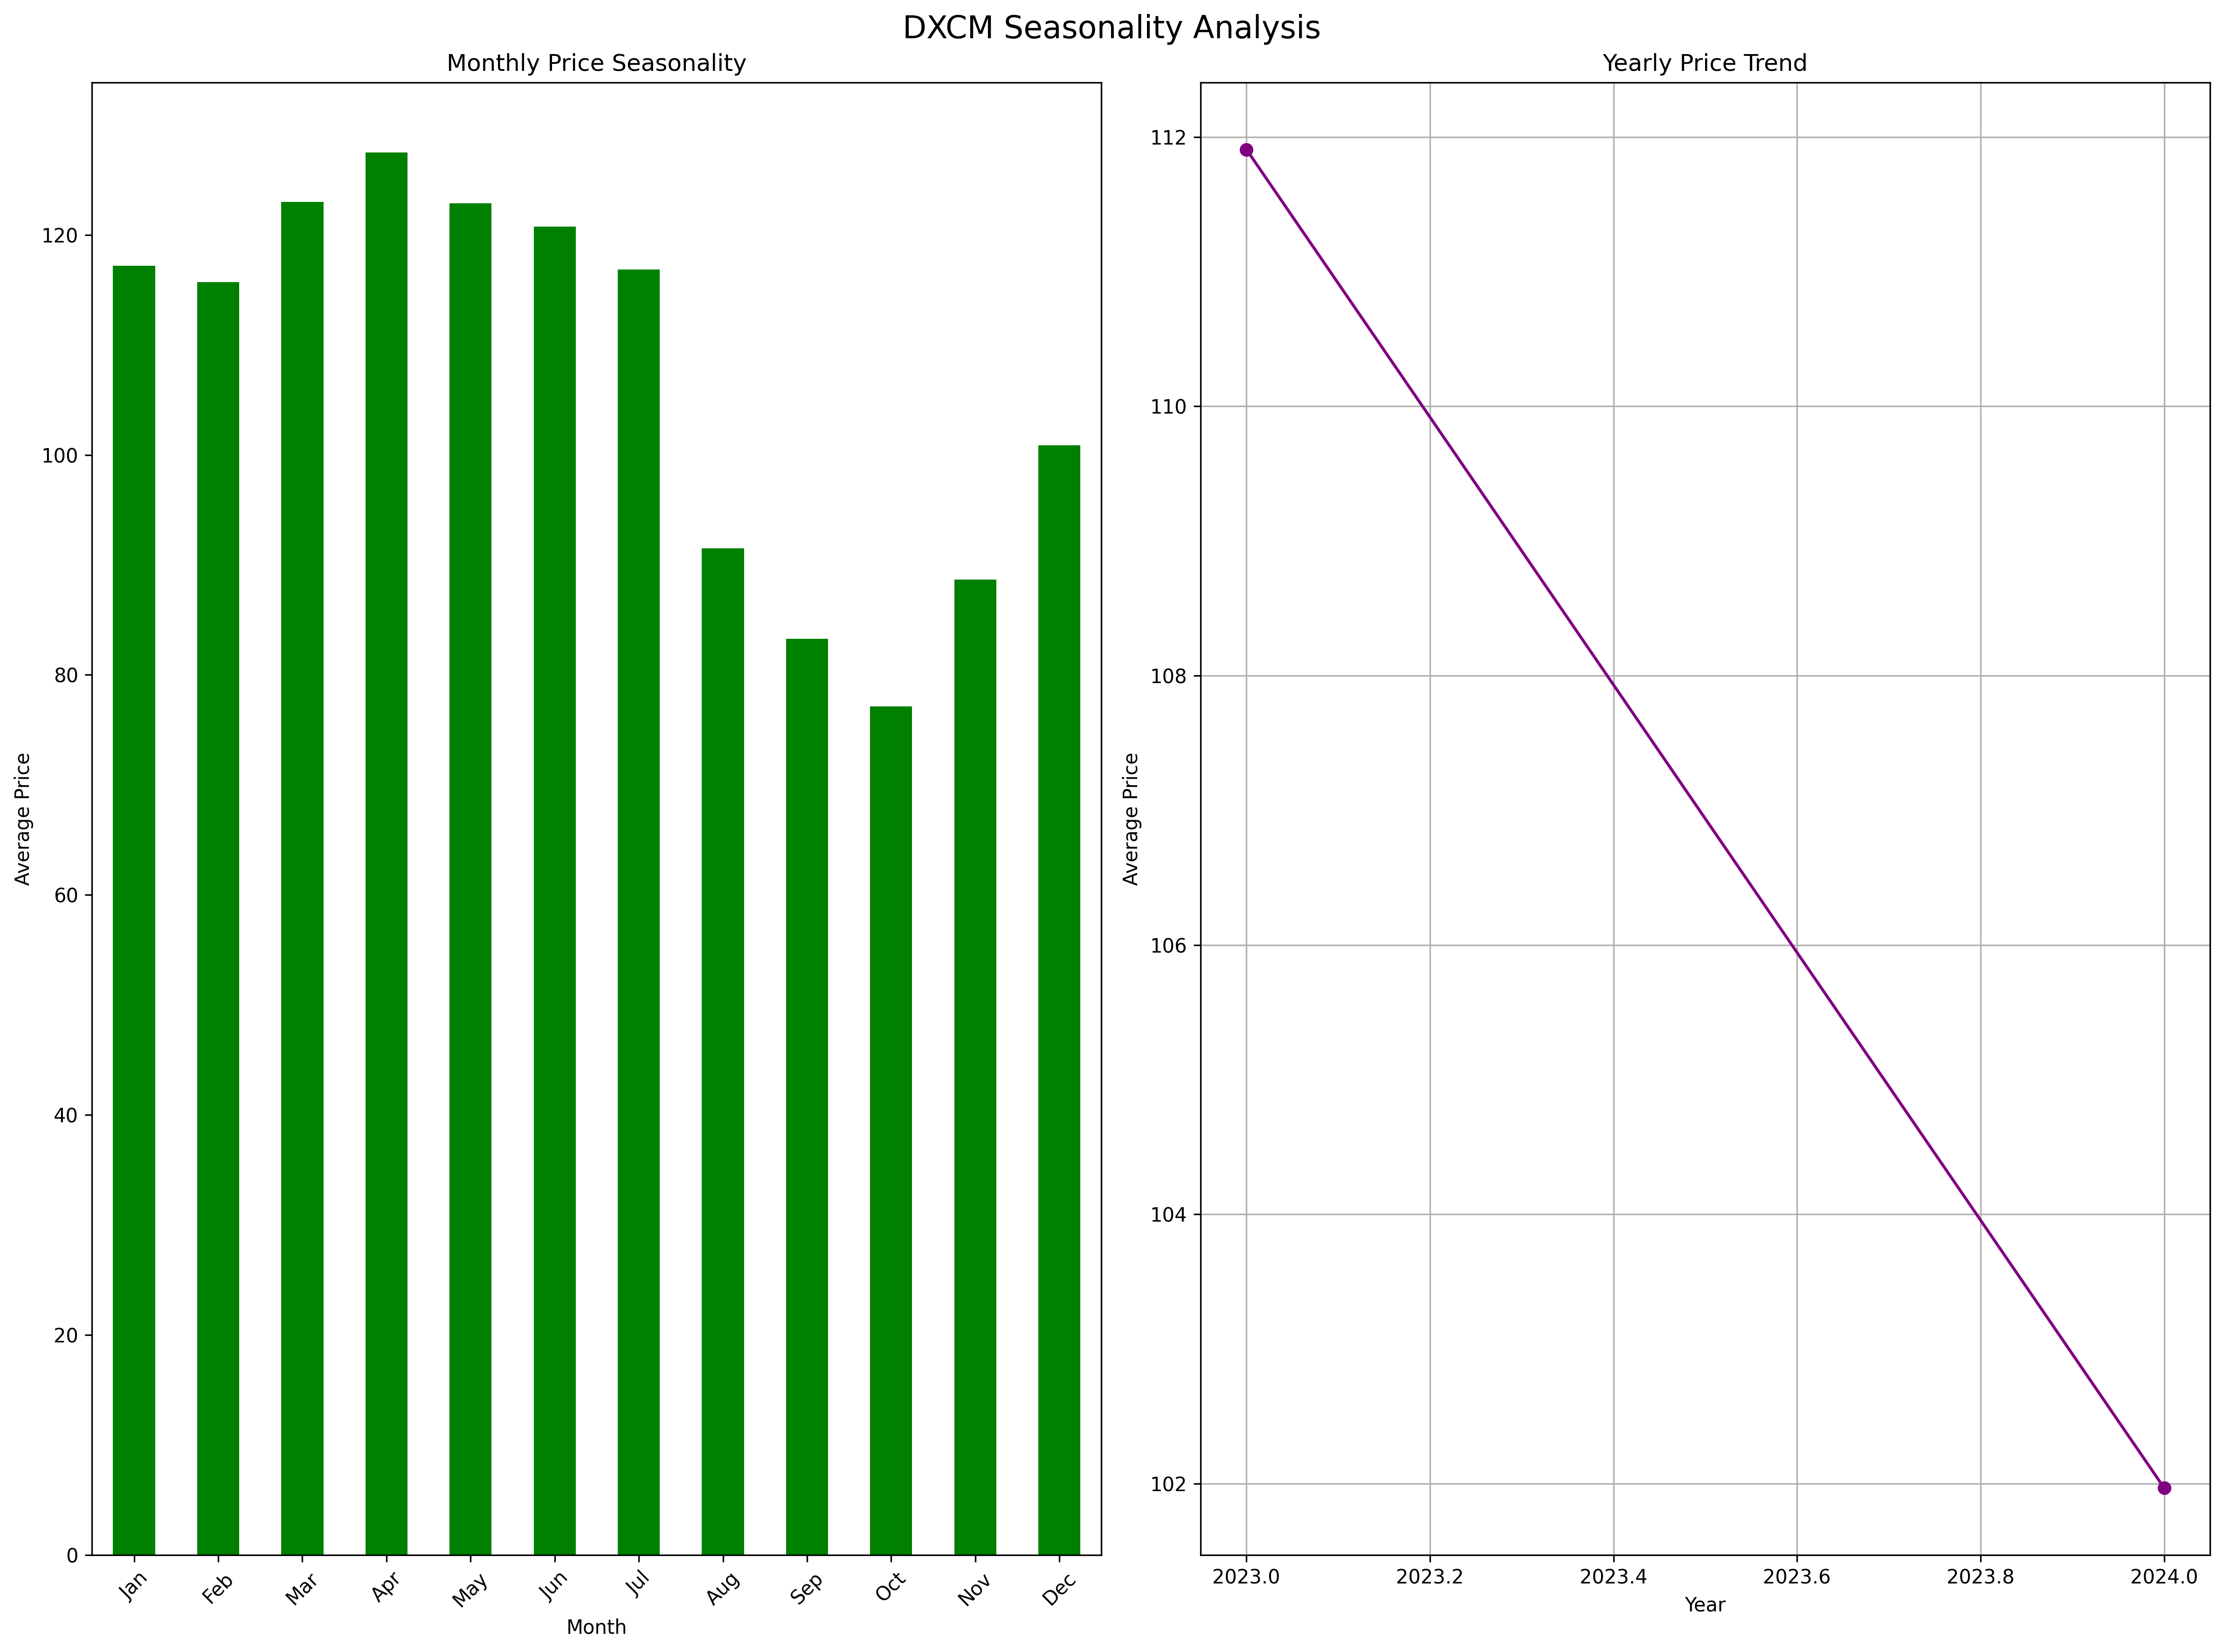 DXCM Seasonality Analysis
Monthly Price Seasonality
Average Price
120
100
80
60
40
20
0
Jan Feb Mar Apr May Jun Jul Aug Sep Oct Nov Dec
Month
Yearly Price Trend
Average Price
112
110
108
106
104
102
2023.0 2023.2 2023.4 2023.6 2023.8 2024.0
Year